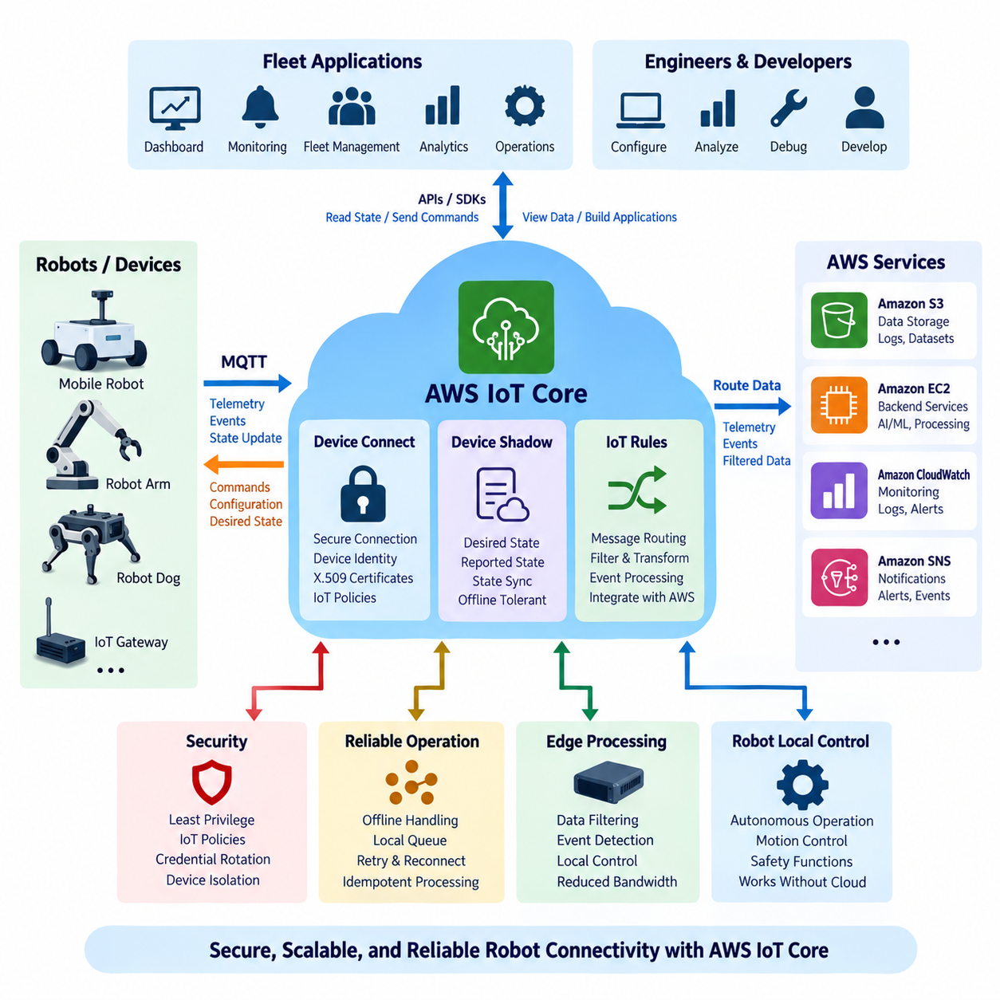 Fleet Applications
Dashboard
Monitoring
Fleet Management
Analytics
Operations
Engineers & Developers
Configure
Analyze
Debug
Develop
APIs / SDKs
Read State / Send Commands
View Data / Build Applications
Robots / Devices
Mobile Robot
Robot Arm
Robot Dog
IoT Gateway
•••
MQTT
Telemetry
Events
State Update
Commands
Configuration
Desired State
AWS IoT Core
Device Connect
Secure Connection
Device Identity
X.509 Certificates
IoT Policies
Device Shadow
Desired State
Reported State
State Sync
Offline Tolerant
IoT Rules
Message Routing
Filter & Transform
Event Processing
Integrate with AWS
Route Data
Telemetry
Events
Filtered Data
AWS Services
Amazon S3
Data Storage
Logs, Datasets
Amazon EC2
Backend Services
AI/ML, Processing
Amazon CloudWatch
Monitoring
Logs, Alerts
Amazon SNS
Notifications
Alerts, Events
•••
Security
Least Privilege
IoT Policies
Credential Rotation
Device Isolation
Reliable Operation
Offline Handling
Local Queue
Retry & Reconnect
Idempotent Processing
Edge Processing
Data Filtering
Event Detection
Local Control
Reduced Bandwidth
Robot Local Control
Autonomous Operation
Motion Control
Safety Functions
Works Without Cloud
Secure, Scalable, and Reliable Robot Connectivity with AWS IoT Core